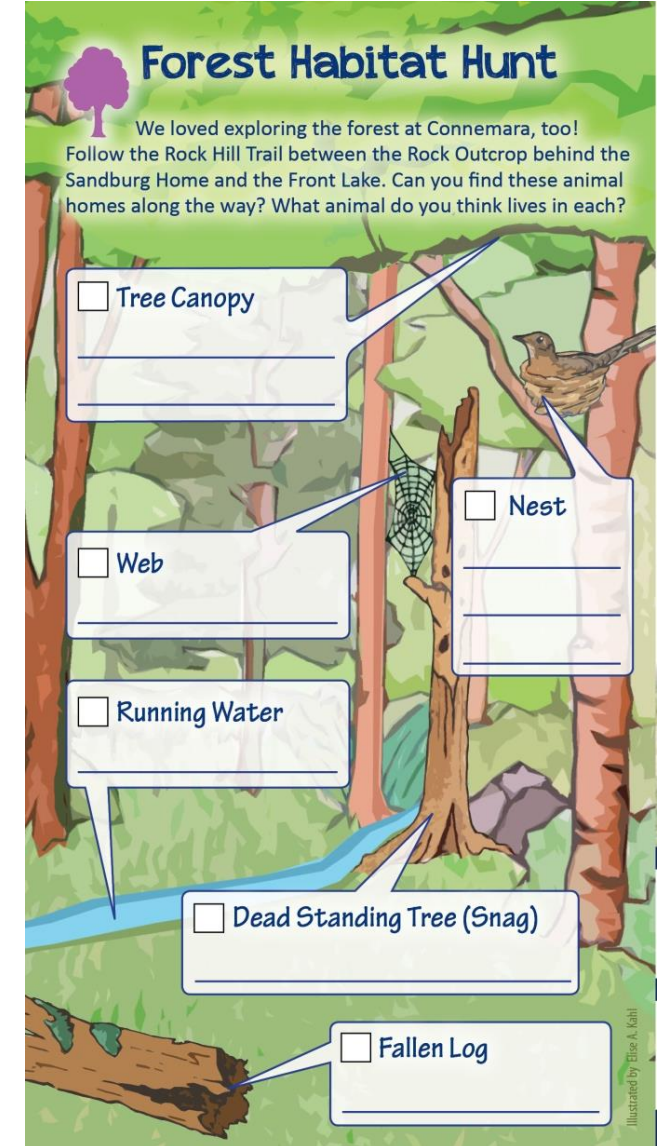 Forest Habitat Hunt
We loved exploring the forest at Connemara, too!
Follow the Rock Hill Trail between the Rock Outcrop behind the
Sandburg Home and the Front Lake. Can you find these animal
homes along the way? What animal do you think lives in each?
Tree Canopy
Nest
Web
Running Water
Dead Standing Tree (Snag)
Fallen Log
Illustrated by Elise A. Kahl